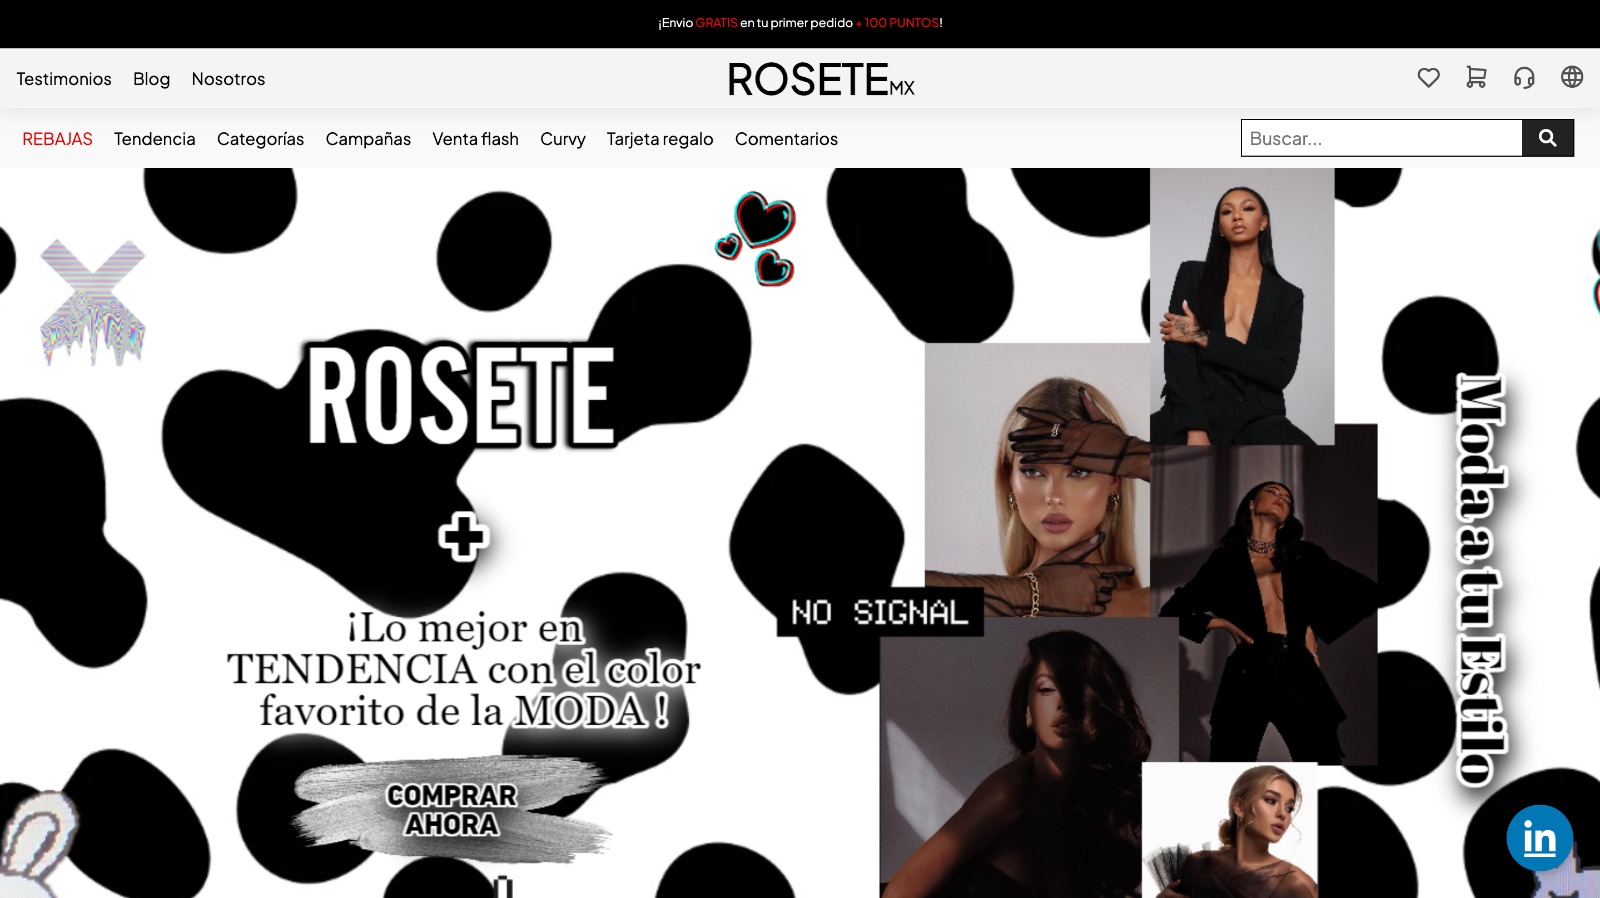 ¡Envio GRATIS en tu primer pedido + 100 PUNTOS!
Testimonios Blog Nosotros
ROSETEMX
REBAJAS Tendencia Categorías Campañas Venta flash Curvy Tarjeta regalo Comentarios
Buscar...
ROSETE
+
¡Lo mejor en
TENDENCIA con el color
favorito de la MODA !
COMPRAR
AHORA
NO SIGNAL
Moda a tu Estilo
in